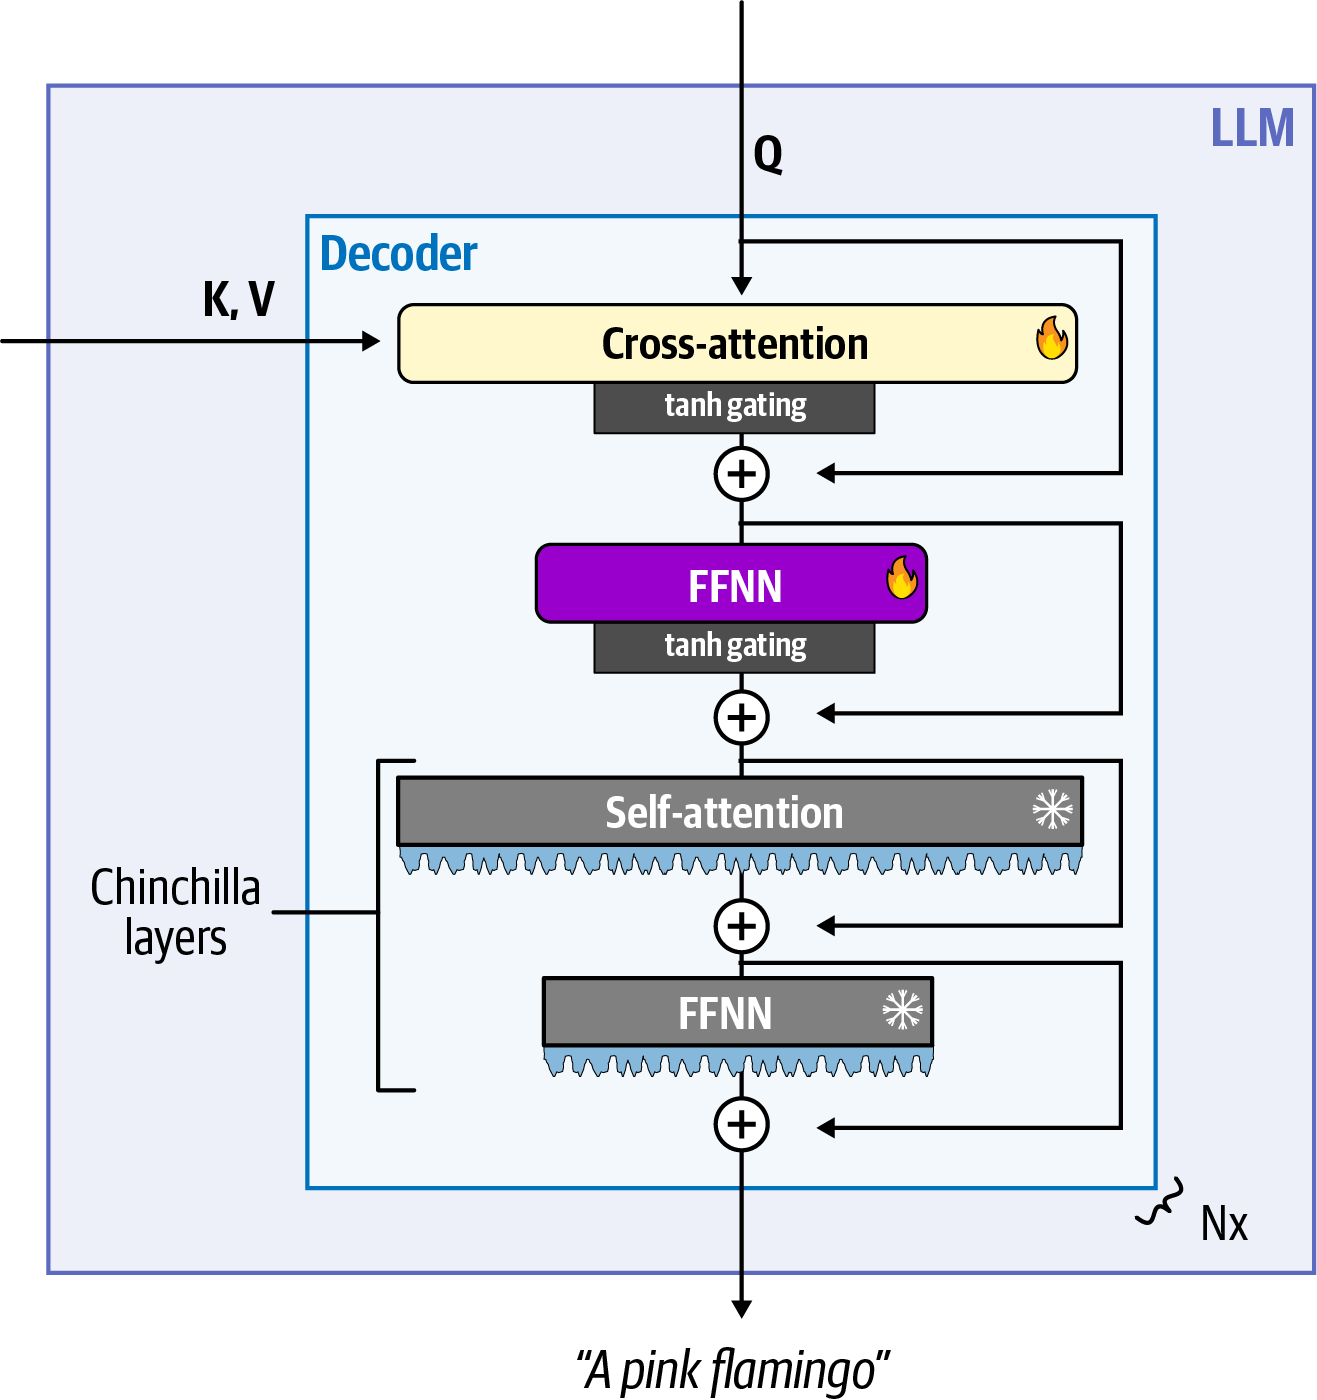 LLM
Q
Decoder
K, V
Cross-attention
tanh gating
FFNN
tanh gating
Self-attention
Chinchilla
layers
FFNN
Nx
“A pink flamingo”